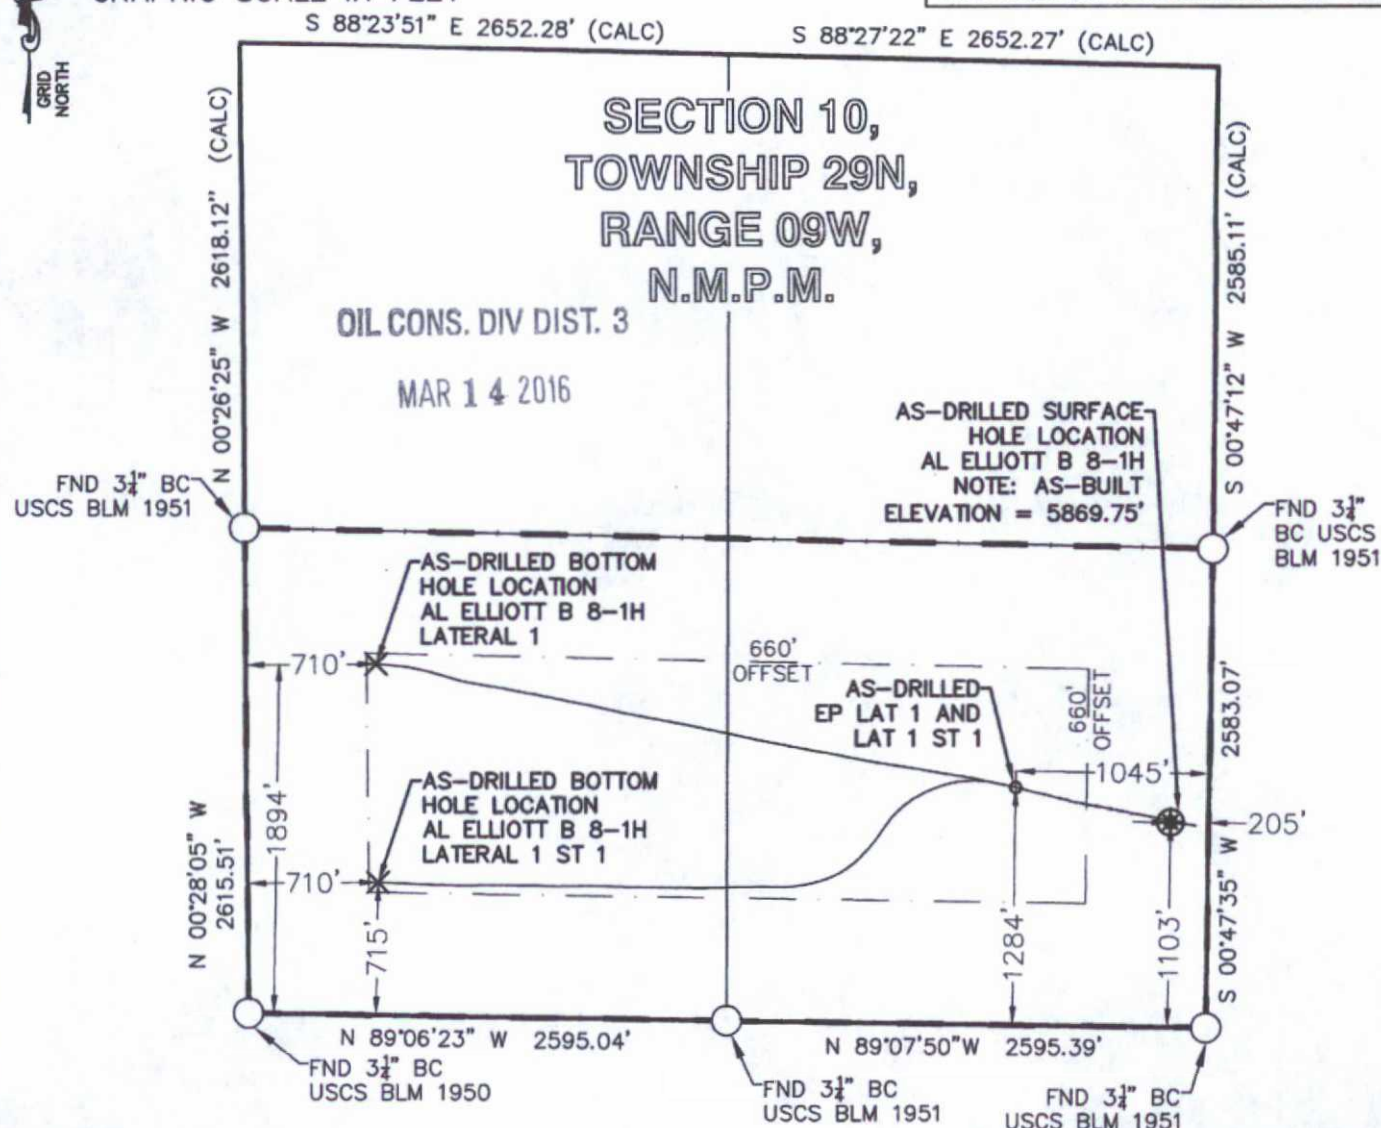 GRAPHIC SCALE IN FEET
GRID
NORTH
S 88°23'51" E 2652.28' (CALC)
S 88°27'22" E 2652.27' (CALC)
SECTION 10,
TOWNSHIP 29N,
RANGE 09W,
N.M.P.M.
N 00°26'25" W 2618.12" (CALC)
S 00°47'12" W 2585.11' (CALC)
OIL CONS. DIV DIST. 3
MAR 14 2016
AS-DRILLED SURFACE
HOLE LOCATION
AL ELLIOTT B 8-1H
NOTE: AS-BUILT
ELEVATION = 5869.75'
FND 3¼" BC
USCS BLM 1951
FND 3¼"
BC USCS
BLM 1951
AS-DRILLED BOTTOM
HOLE LOCATION
AL ELLIOTT B 8-1H
LATERAL 1
710'
660'
OFFSET
660'
OFFSET
AS-DRILLED
EP LAT 1 AND
LAT 1 ST 1
2583.07'
S 00°47'35" W
1045'
205'
AS-DRILLED BOTTOM
HOLE LOCATION
AL ELLIOTT B 8-1H
LATERAL 1 ST 1
N 00°28'05" W
2615.51'
1894'
710'
715'
1284'
1103'
N 89°06'23" W 2595.04'
N 89°07'50"W 2595.39'
FND 3¼" BC
USCS BLM 1950
FND 3¼" BC
USCS BLM 1951
FND 3¼" BC
USCS BLM 1951